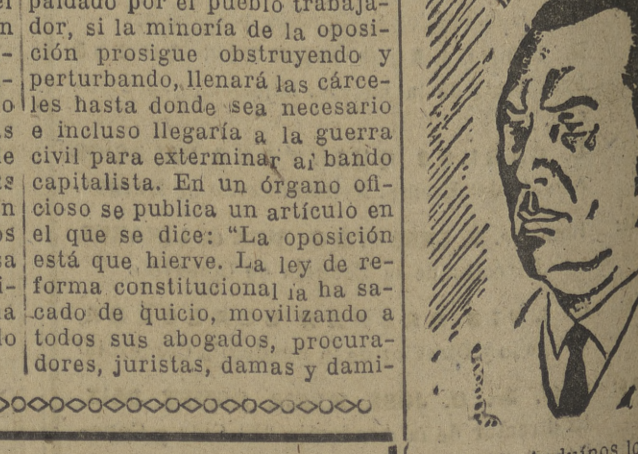 paldado por el pueblo trabaja-
dor, si la minoría de la oposi-
ción prosigue obstruyendo y
perturbando, llenará las cárce-
les hasta donde sea necesario
e incluso llegaría a la guerra
civil para exterminar al bando
capitalista. En un órgano ofi-
cioso se publica un artículo en
el que se dice: “La oposición
está que hierve. La ley de re-
forma constitucional la ha sa-
cado de quicio, movilizando a
todos sus abogados, procura-
dores, juristas, damas y dami-